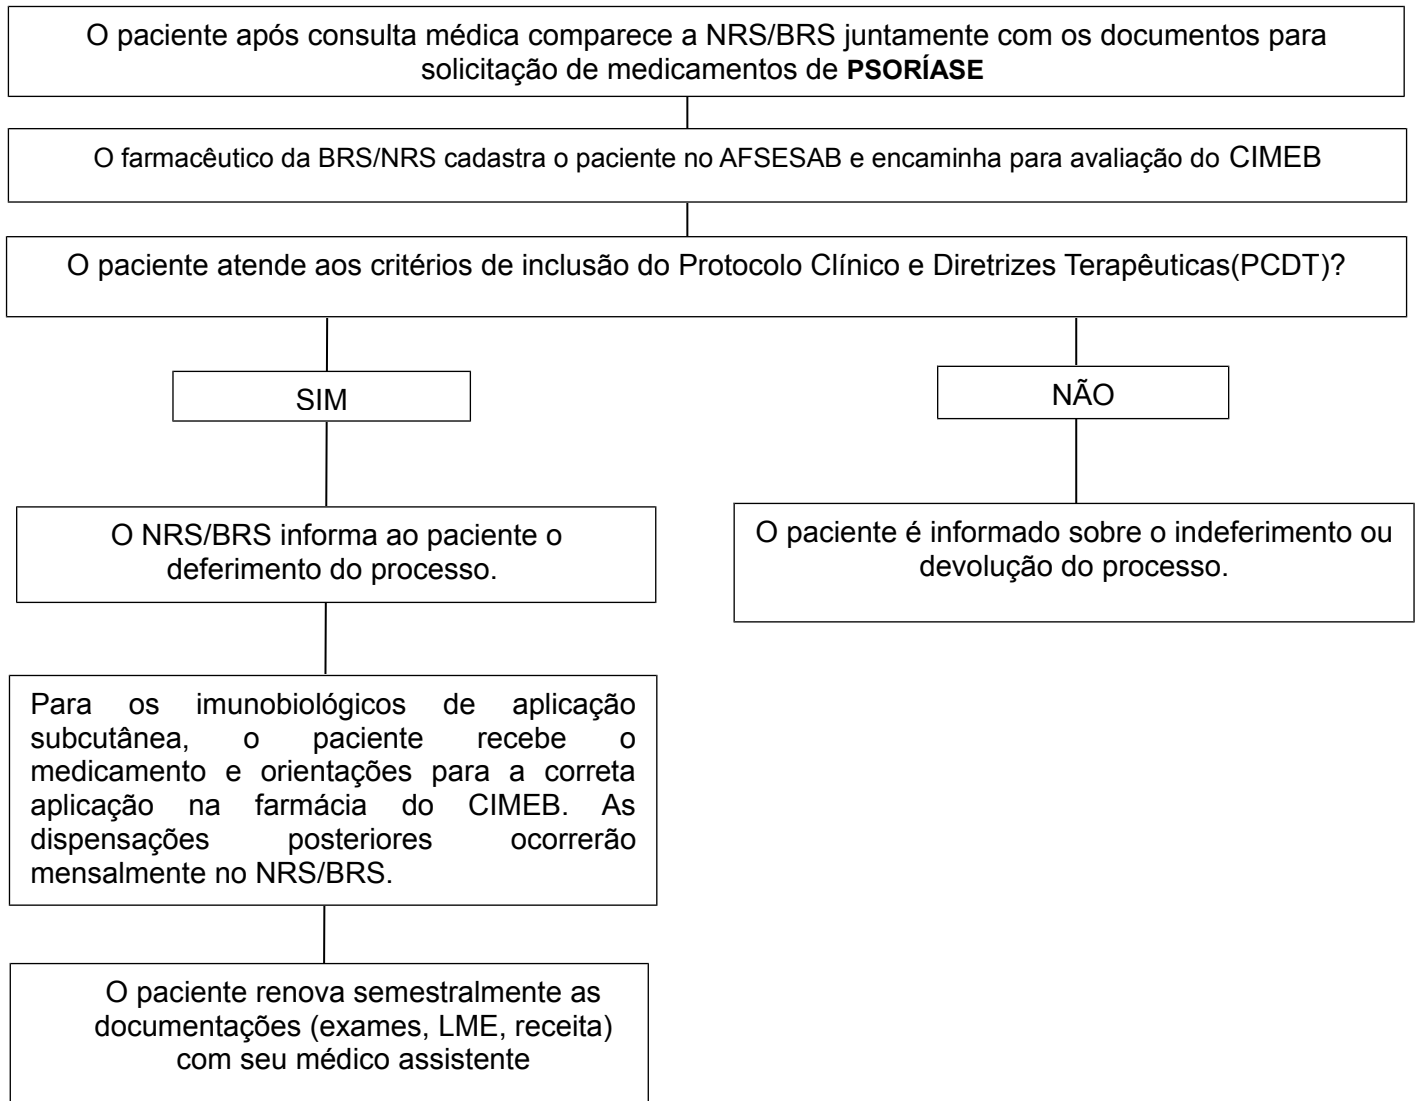 O paciente após consulta médica comparece a NRS/BRS juntamente com os documentos para
solicitação de medicamentos de PSORÍASE
O farmacêutico da BRS/NRS cadastra o paciente no AFSESAB e encaminha para avaliação do CIMEB
O paciente atende aos critérios de inclusão do Protocolo Clínico e Diretrizes Terapêuticas(PCDT)?
SIM
NÃO
O NRS/BRS informa ao paciente o
deferimento do processo.
O paciente é informado sobre o indeferimento ou
devolução do processo.
Para os imunobiológicos de aplicação
subcutânea, o paciente recebe o
medicamento e orientações para a correta
aplicação na farmácia do CIMEB. As
dispensações posteriores ocorrerão
mensalmente no NRS/BRS.
O paciente renova semestralmente as
documentações (exames, LME, receita)
com seu médico assistente